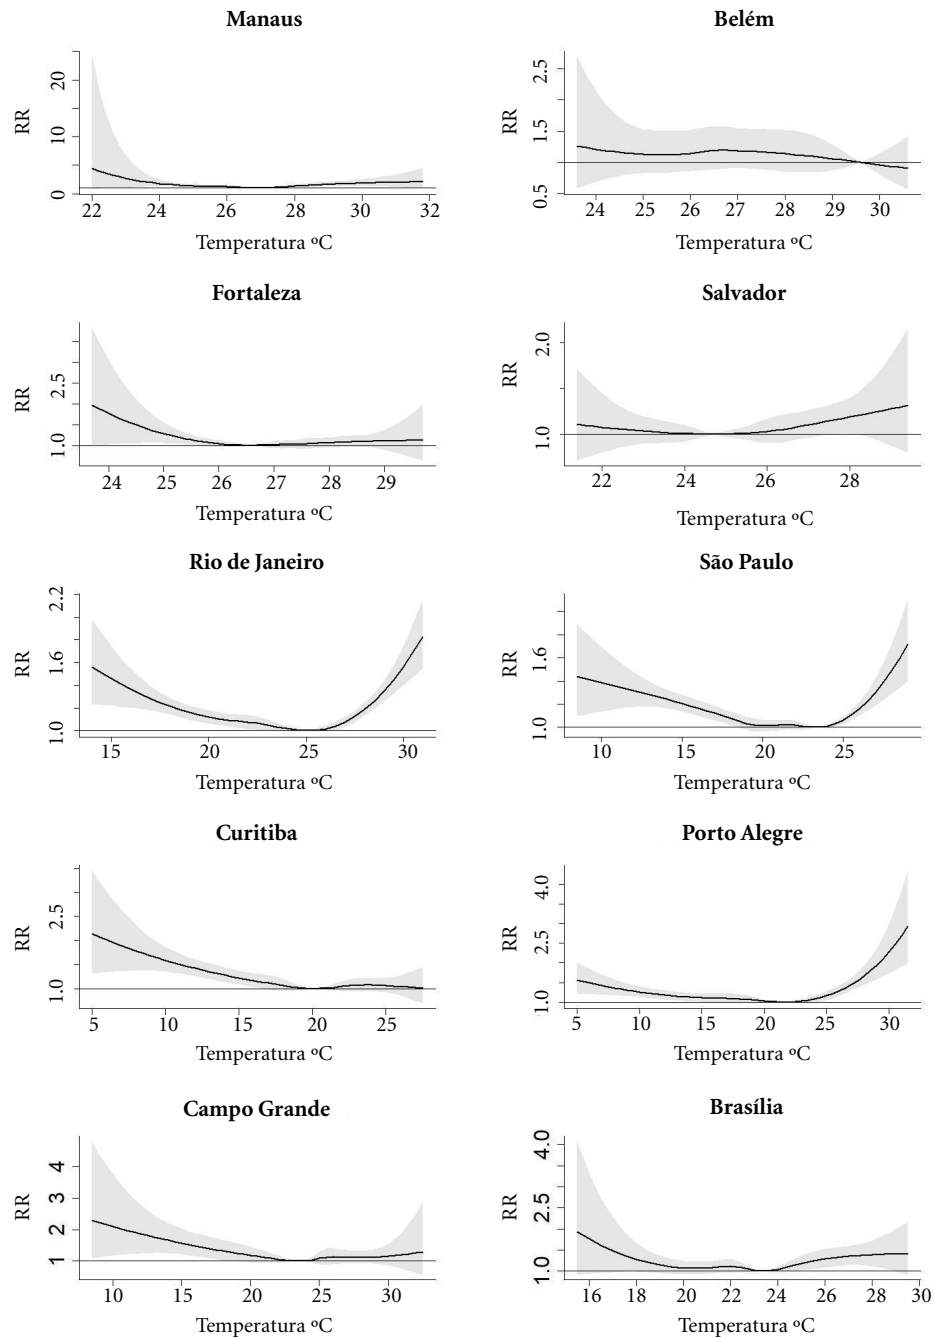 Manaus
RR
0
10
20
22 24 26 28 30 32
Temperatura ºC
Belém
RR
0.5
1.5
2.5
24 25 26 27 28 29 30
Temperatura ºC
Fortaleza
RR
1.0
2.5
24 25 26 27 28 29
Temperatura ºC
Salvador
RR
1.0
2.0
22 24 26 28
Temperatura ºC
Rio de Janeiro
RR
1.0
1.6
2.2
15 20 25 30
Temperatura ºC
São Paulo
RR
1.0
1.6
10 15 20 25
Temperatura ºC
Curitiba
RR
1.0
2.5
5 10 15 20 25
Temperatura ºC
Porto Alegre
RR
1.0
2.5
4.0
5 10 15 20 25 30
Temperatura ºC
Campo Grande
RR
1
2
3
4
10 15 20 25 30
Temperatura ºC
Brasília
RR
1.0
2.5
4.0
16 18 20 22 24 26 28 30
Temperatura ºC